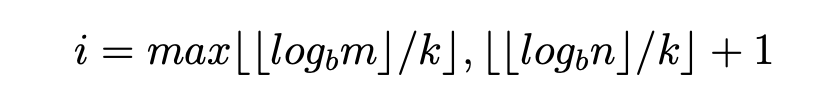 i = max⌊⌊log_b m⌋/k⌋, ⌊⌊log_b n⌋/k⌋ + 1